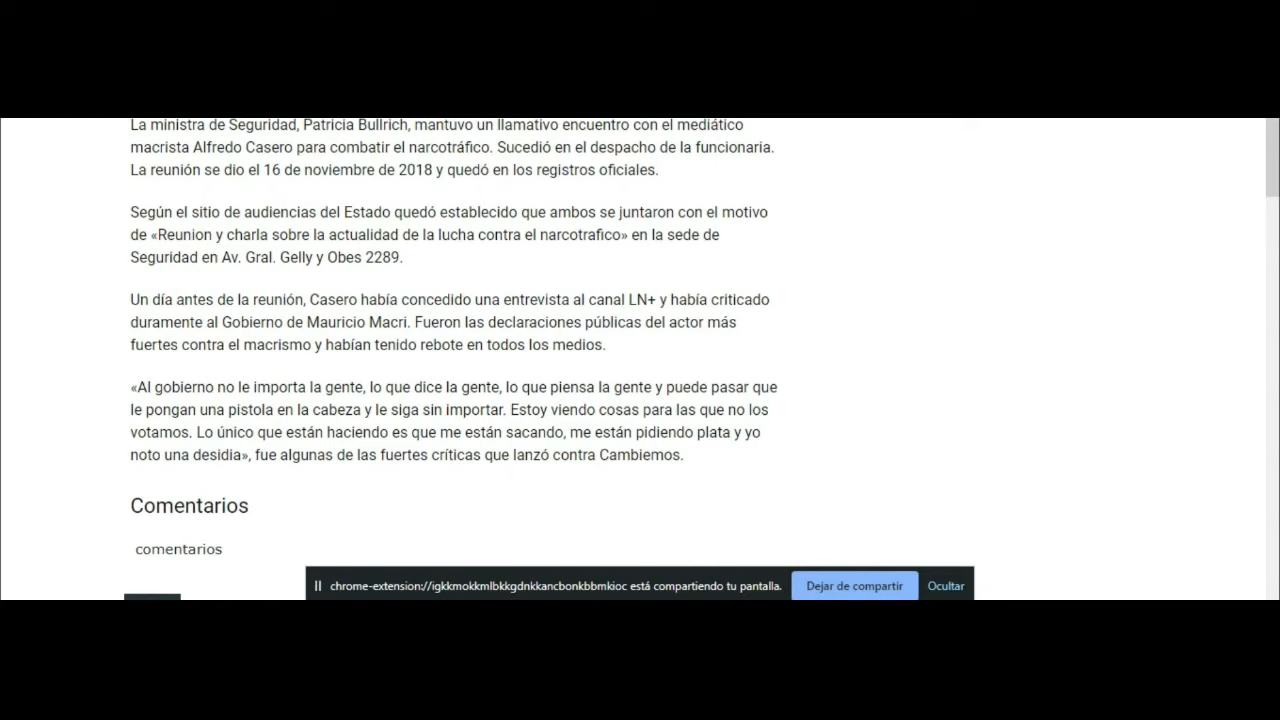 La ministra de Seguridad, Patricia Bullrich, mantuvo un llamativo encuentro con el mediático
macrista Alfredo Casero para combatir el narcotráfico. Sucedió en el despacho de la funcionaria.
La reunión se dio el 16 de noviembre de 2018 y quedó en los registros oficiales.
Según el sitio de audiencias del Estado quedó establecido que ambos se juntaron con el motivo
de «Reunion y charla sobre la actualidad de la lucha contra el narcotrafico» en la sede de
Seguridad en Av. Gral. Gelly y Obes 2289.
Un día antes de la reunión, Casero había concedido una entrevista al canal LN+ y había criticado
duramente al Gobierno de Mauricio Macri. Fueron las declaraciones públicas del actor más
fuertes contra el macrismo y habían tenido rebote en todos los medios.
«Al gobierno no le importa la gente, lo que dice la gente, lo que piensa la gente y puede pasar que
le pongan una pistola en la cabeza y le siga sin importar. Estoy viendo cosas para las que no los
votamos. Lo único que están haciendo es que me están sacando, me están pidiendo plata y yo
noto una desidia», fue algunas de las fuertes críticas que lanzó contra Cambiemos.
Comentarios
comentarios
chrome-extension://igkkmokkmlbkkgdnkkancbonkbbmkioc está compartiendo tu pantalla. Dejar de compartir Ocultar